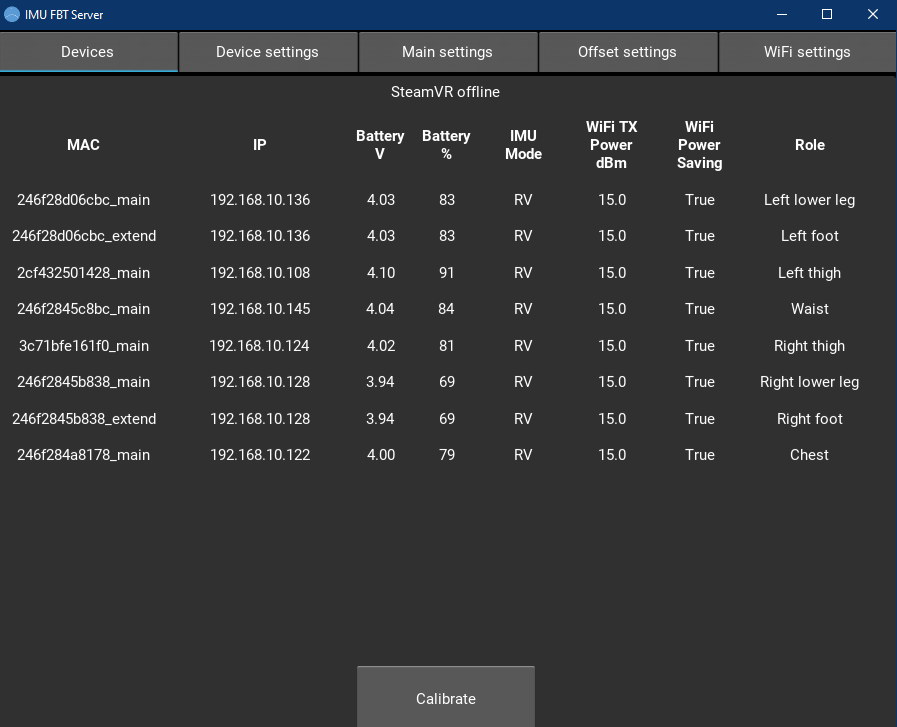 IMU FBT Server
Devices Device settings Main settings Offset settings WiFi settings
SteamVR offline
MAC IP Battery V Battery % IMU Mode WiFi TX Power dBm WiFi Power Saving Role
246f28d06cbc_main 192.168.10.136 4.03 83 RV 15.0 True Left lower leg
246f28d06cbc_extend 192.168.10.136 4.03 83 RV 15.0 True Left foot
2cf432501428_main 192.168.10.108 4.10 91 RV 15.0 True Left thigh
246f2845c8bc_main 192.168.10.145 4.04 84 RV 15.0 True Waist
3c71bfe161f0_main 192.168.10.124 4.02 81 RV 15.0 True Right thigh
246f2845b838_main 192.168.10.128 3.94 69 RV 15.0 True Right lower leg
246f2845b838_extend 192.168.10.128 3.94 69 RV 15.0 True Right foot
246f284a8178_main 192.168.10.122 4.00 79 RV 15.0 True Chest
Calibrate